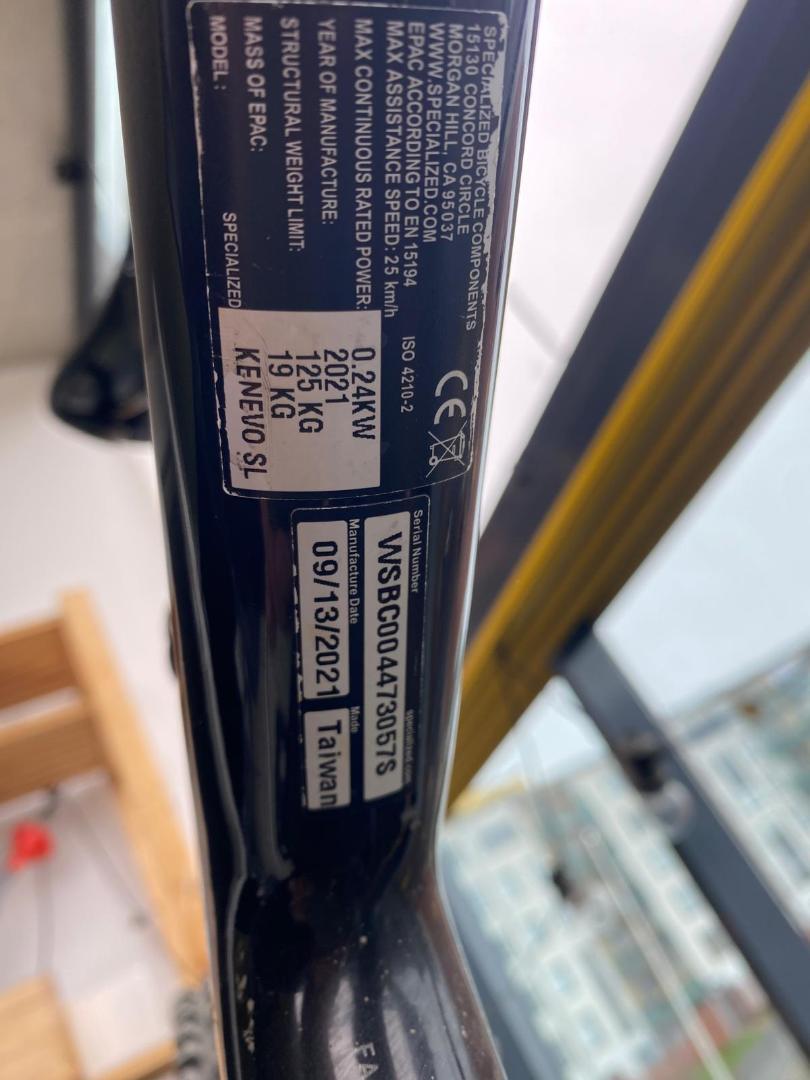 SPECIALIZED BICYCLE COMPONENTS
15130 CONCORD CIRCLE
MORGAN HILL, CA 95037
WWW.SPECIALIZED.COM
EPAC ACCORDING TO EN 15194 ISO 4210-2
MAX ASSISTANCE SPEED: 25 km/h
CE
MAX CONTINUOUS RATED POWER: 0.24KW
YEAR OF MANUFACTURE: 2021
STRUCTURAL WEIGHT LIMIT: 125 KG
MASS OF EPAC: 19 KG
MODEL: SPECIALIZED KENEVO SL
Serial Number specialized.com
WSBC004473057S
Manufacture Date Made
09/13/2021 Taiwan
FA